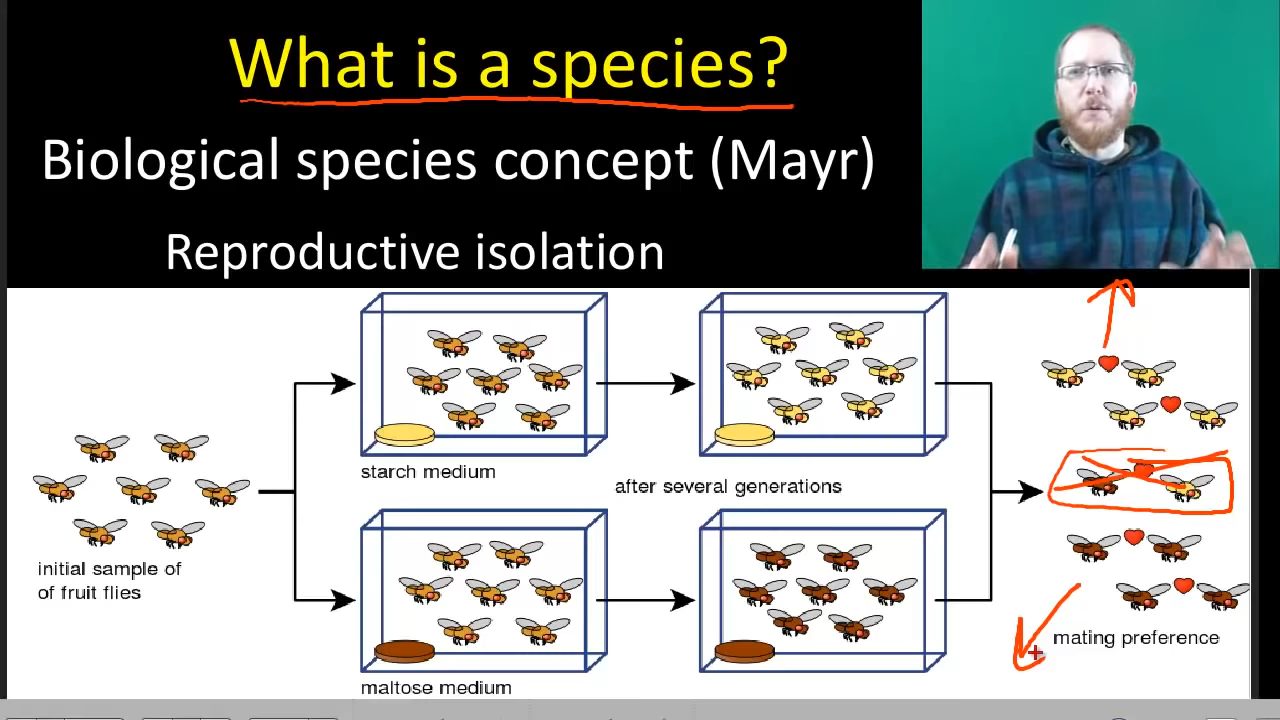 What is a species?
Biological species concept (Mayr)
Reproductive isolation
starch medium
after several generations
initial sample of
of fruit flies
mating preference
maltose medium